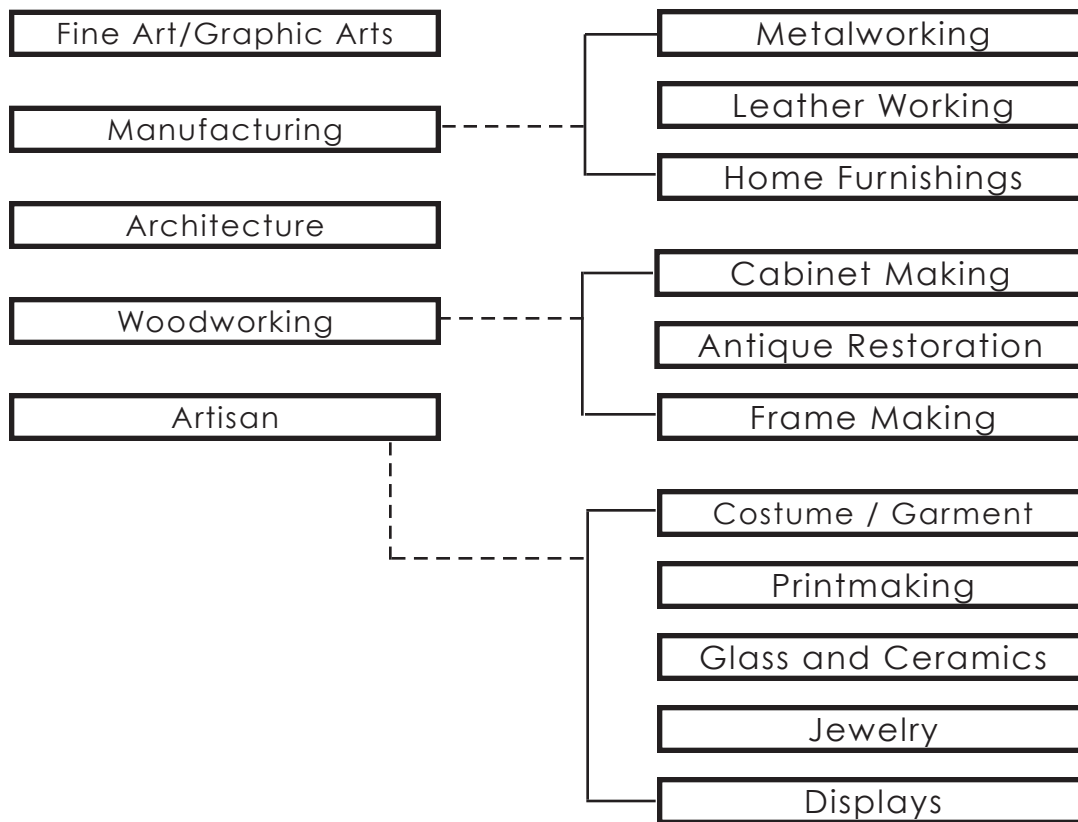 Fine Art/Graphic Arts
Manufacturing
Architecture
Woodworking
Artisan
Metalworking
Leather Working
Home Furnishings
Cabinet Making
Antique Restoration
Frame Making
Costume / Garment
Printmaking
Glass and Ceramics
Jewelry
Displays